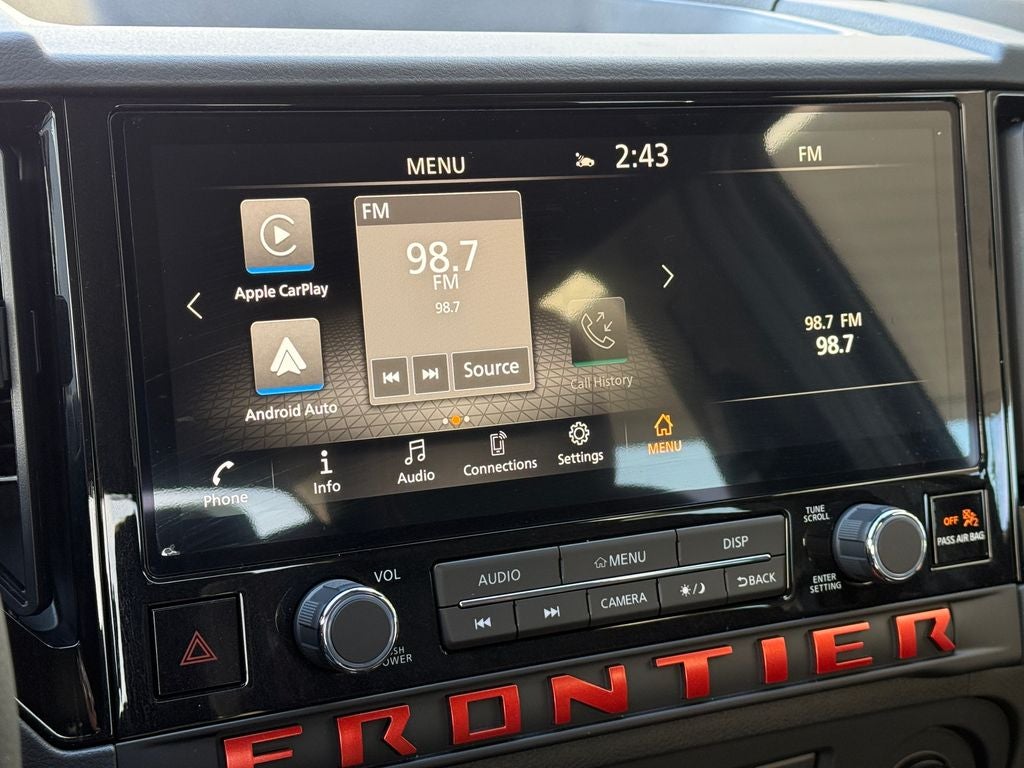 MENU
2:43
FM
FM
98.7
FM
98.7
Source
Apple CarPlay
Android Auto
Call History
98.7 FM
98.7
Phone
Info
Audio
Connections
Settings
MENU
VOL
AUDIO
MENU
DISP
CAMERA
BACK
TUNE
SCROLL
ENTER
SETTING
OFF
2
PASS AIR BAG
FRONTIER